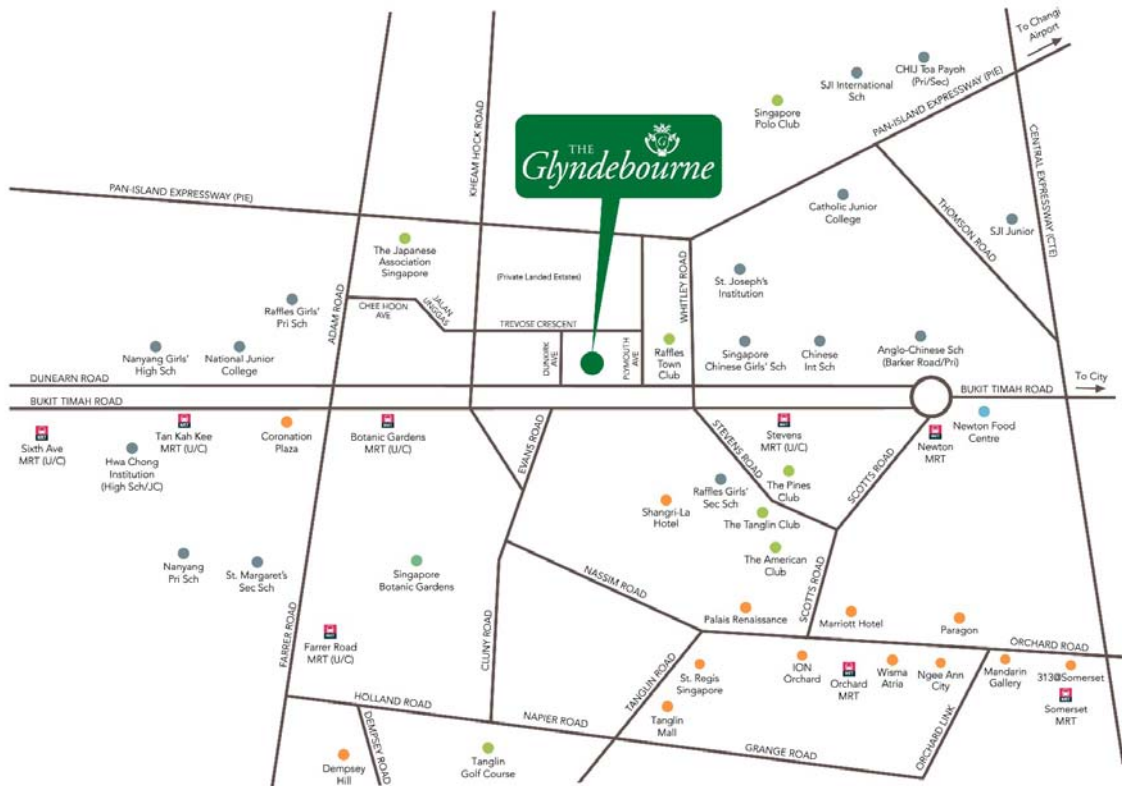 To Changi
Airport
CHIJ Toa Payoh
(Pri/Sec)
SJI International
Sch
Singapore
Polo Club
PAN-ISLAND EXPRESSWAY (PIE)
CENTRAL EXPRESSWAY (CTE)
KHEAM HOCK ROAD
THE
G
Glyndebourne
PAN-ISLAND EXPRESSWAY (PIE)
Catholic Junior
College
THOMSON ROAD
SJI Junior
The Japanese
Association
Singapore
(Private Landed Estates)
WHITLEY ROAD
St. Joseph's
Institution
ADAM ROAD
CHEE HOON
AVE
JALAN
UNGGAS
Raffles Girls'
Pri Sch
TREVOSE CRESCENT
DUNKIRK
AVE
PLYMOUTH
AVE
Raffles
Town
Club
Singapore
Chinese Girls' Sch
Chinese
Int Sch
Anglo-Chinese Sch
(Barker Road/Pri)
Nanyang Girls'
High Sch
National Junior
College
To City
DUNEARN ROAD
BUKIT TIMAH ROAD
BUKIT TIMAH ROAD
MRT
Sixth Ave
MRT (U/C)
MRT
Tan Kah Kee
MRT (U/C)
Hwa Chong
Institution
(High Sch/JC)
Coronation
Plaza
MRT
Botanic Gardens
MRT (U/C)
EVANS ROAD
STEVENS ROAD
MRT
Stevens
MRT (U/C)
SCOTTS ROAD
MRT
Newton
MRT
Newton Food
Centre
The Pines
Club
Raffles Girls'
Sec Sch
Shangri-La
Hotel
The Tanglin Club
The American
Club
Nanyang
Pri Sch
St. Margaret's
Sec Sch
Singapore
Botanic Gardens
NASSIM ROAD
SCOTTS ROAD
Palais Renaissance
Marriott Hotel
Paragon
FARRER ROAD
MRT
Farrer Road
MRT (U/C)
CLUNY ROAD
ORCHARD ROAD
TANGLIN ROAD
St. Regis
Singapore
ION
Orchard
MRT
Orchard
MRT
Wisma
Atria
Ngee Ann
City
Mandarin
Gallery
313@Somerset
MRT
Somerset
MRT
Tanglin
Mall
HOLLAND ROAD
NAPIER ROAD
GRANGE ROAD
ORCHARD LINK
DEMPSEY ROAD
Dempsey
Hill
Tanglin
Golf Course